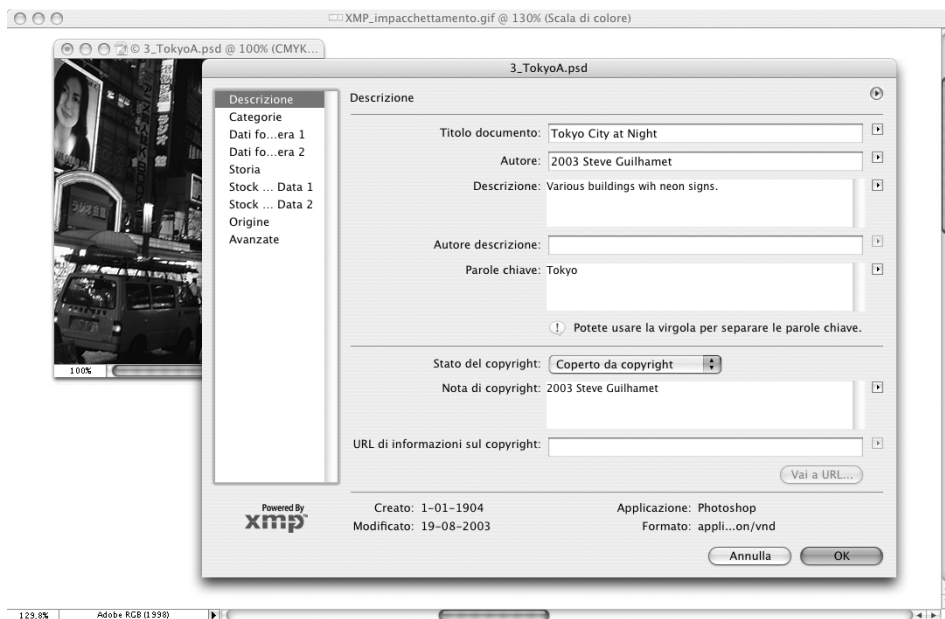 XMP_impacchettamento.gif @ 130% (Scala di colore)
© 3_TokyoA.psd @ 100% (CMYK...
3_TokyoA.psd
Descrizione
Categorie
Dati fo...era 1
Dati fo...era 2
Storia
Stock ... Data 1
Stock ... Data 2
Origine
Avanzate
Descrizione
Titolo documento: Tokyo City at Night
Autore: 2003 Steve Guilhamet
Descrizione: Various buildings wih neon signs.
Autore descrizione:
Parole chiave: Tokyo
! Potete usare la virgola per separare le parole chiave.
Stato del copyright: Coperto da copyright
Nota di copyright: 2003 Steve Guilhamet
URL di informazioni sul copyright:
Vai a URL...
Powered By
xmp™
Creato: 1-01-1904
Applicazione: Photoshop
Modificato: 19-08-2003
Formato: appli...on/vnd
Annulla
OK
100%
129,8%
Adobe RGB (1998)